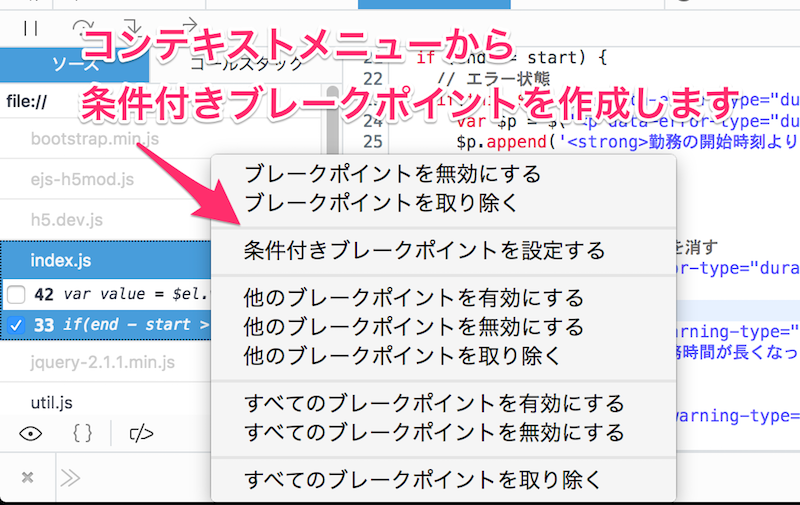 コンテキストメニューから
条件付きブレークポイントを作成します
ソース
コールスタック
file://
bootstrap.min.js
ejs-h5mod.js
h5.dev.js
index.js
42 var value = $el.
33 if(end - start >
jquery-2.1.1.min.js
util.js
{ }
start) {
22 // エラー状態
24 var $p = $('<p data-error-type="du
25 $p.append('<strong>勤務の開始時刻より
を消す
or-type="dura
arning-type="
務時間が長くなっ
warning-type=
ブレークポイントを無効にする
ブレークポイントを取り除く
条件付きブレークポイントを設定する
他のブレークポイントを有効にする
他のブレークポイントを無効にする
他のブレークポイントを取り除く
すべてのブレークポイントを有効にする
すべてのブレークポイントを無効にする
すべてのブレークポイントを取り除く